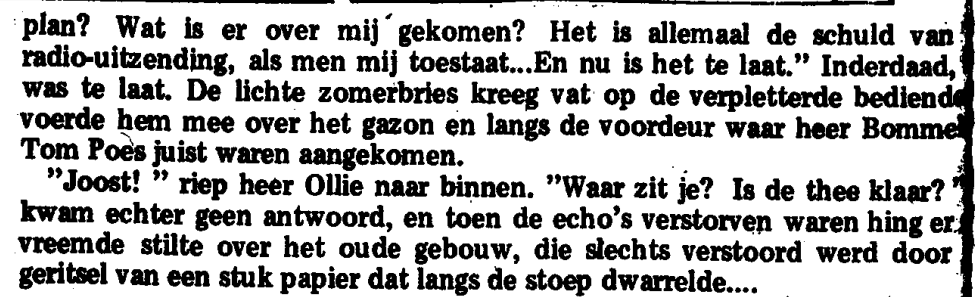 plan? Wat is er over mij gekomen? Het is allemaal de schuld van
radio-uitzending, als men mij toestaat...En nu is het te laat.” Inderdaad,
was te laat. De lichte zomerbries kreeg vat op de verpletterde bediende
voerde hem mee over het gazon en langs de voordeur waar heer Bommel
Tom Poes juist waren aangekomen.
”Joost! ” riep heer Ollie naar binnen. ”Waar zit je? Is de thee klaar? ”
kwam echter geen antwoord, en toen de echo's verstorven waren hing er
vreemde stilte over het oude gebouw, die slechts verstoord werd door
geritsel van een stuk papier dat langs de stoep dwarrelde....